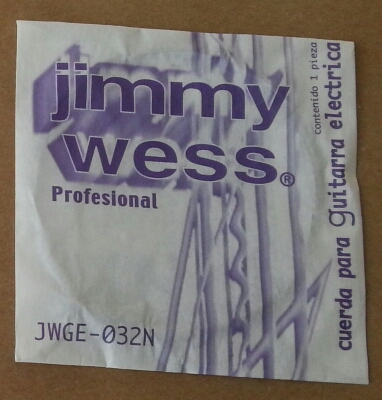 jimmy
wess®
Profesional
JWGE-032N
contenido 1 pieza
cuerda para guitarra electrica